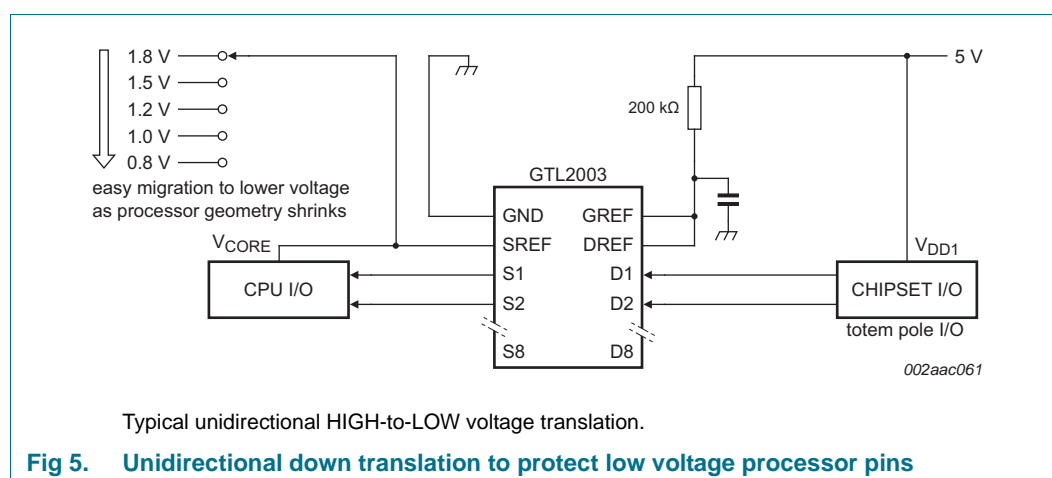 1.8 V
1.5 V
1.2 V
1.0 V
0.8 V
easy migration to lower voltage
as processor geometry shrinks
5 V
200 kΩ
GTL2003
GND GREF
SREF DREF
S1 D1
S2 D2
S8 D8
VCORE
CPU I/O
VDD1
CHIPSET I/O
totem pole I/O
002aac061
Typical unidirectional HIGH-to-LOW voltage translation.
Fig 5. Unidirectional down translation to protect low voltage processor pins